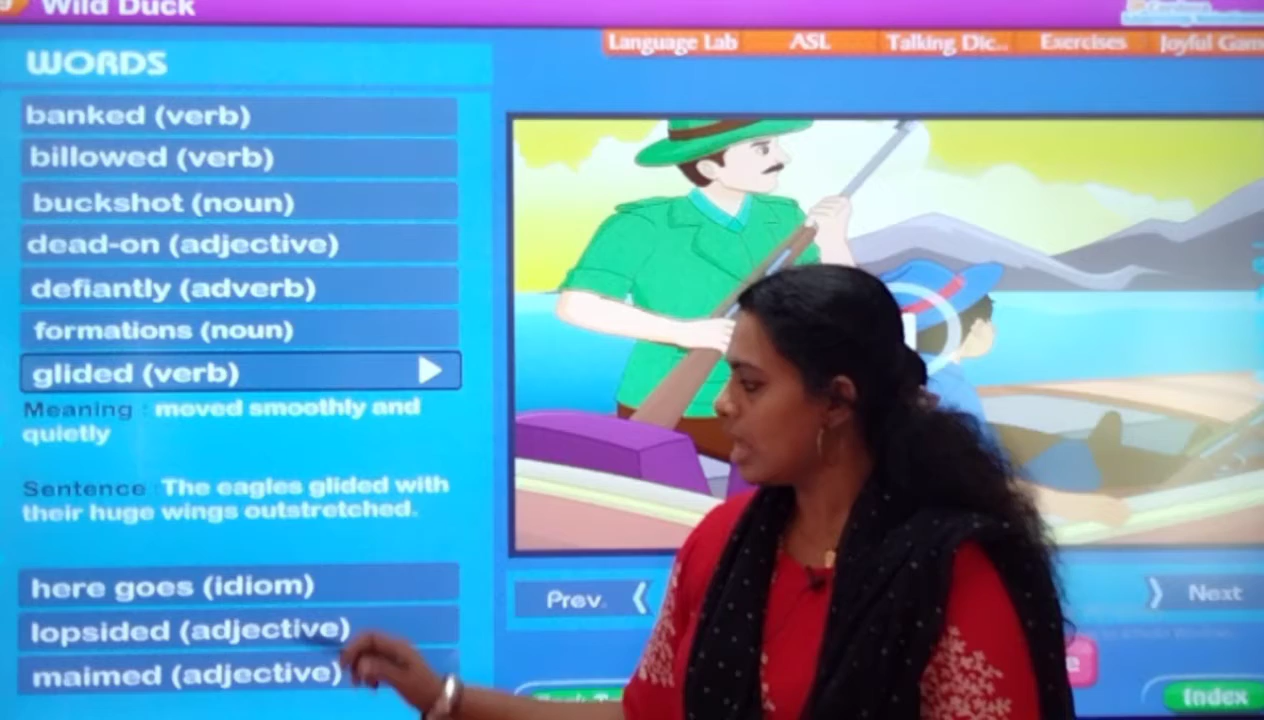 Wild Duck
Language Lab
ASL
Talking Dic..
Exercises
Joyful Gam
WORDS
banked (verb)
billowed (verb)
buckshot (noun)
dead-on (adjective)
defiantly (adverb)
formations (noun)
glided (verb)
Meaning : moved smoothly and
quietly
Sentence : The eagles glided with
their huge wings outstretched.
here goes (idiom)
lopsided (adjective)
maimed (adjective)
Prev.
Next
Index